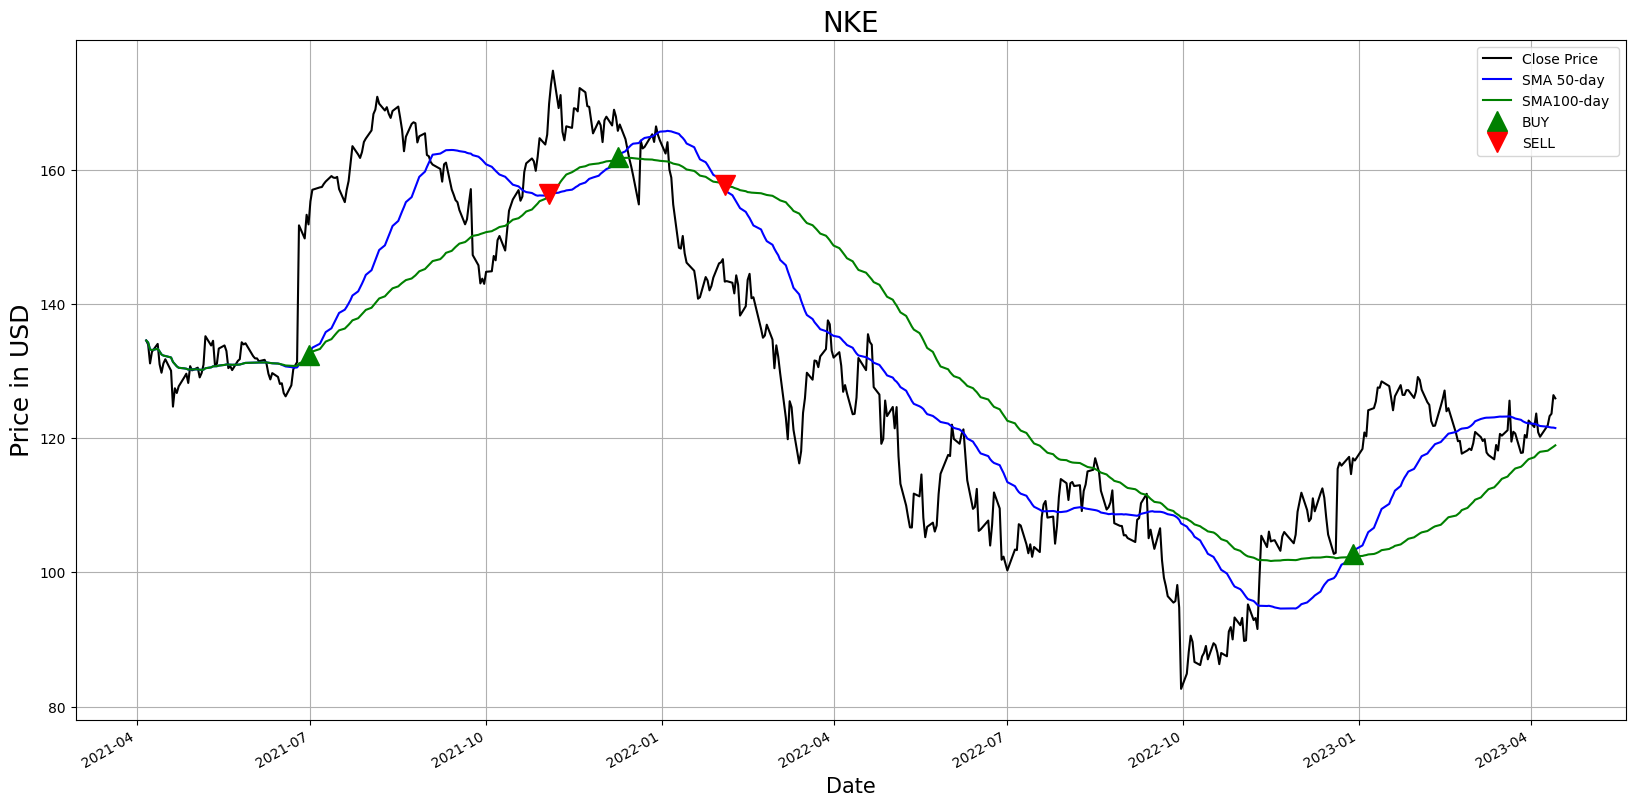 NKE
Close Price
SMA 50-day
SMA100-day
BUY
SELL
Price in USD
160
140
120
100
80
2021-04
2021-07
2021-10
2022-01
2022-04
2022-07
2022-10
2023-01
2023-04
Date